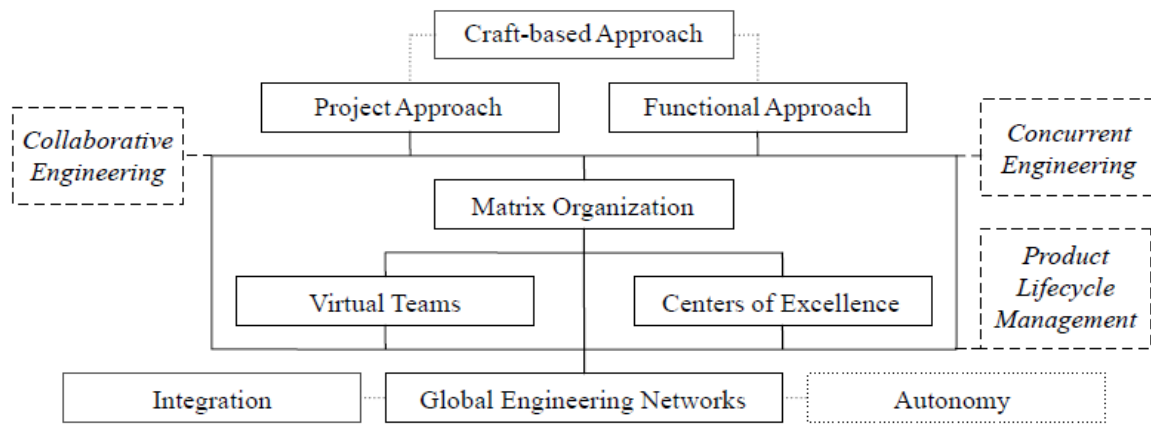 Craft-based Approach
Project Approach
Functional Approach
Collaborative
Engineering
Concurrent
Engineering
Matrix Organization
Virtual Teams
Centers of Excellence
Product
Lifecycle
Management
Integration
Global Engineering Networks
Autonomy